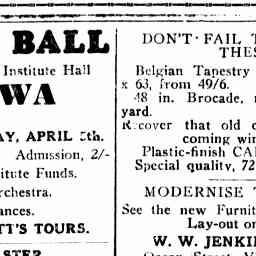 BALL
Institute Hall
WA
AY, APRIL 5th.
Admission, 2/-
itute Funds.
rchestra.
ances.
TT'S TOURS.
STEP
DON'T FAIL T
THES
Belgian Tapestry
x 63, from 49/6.
48 in. Brocade,
yard.
Recover that old
coming win
Plastic-finish CA
Special quality, 72
MODERNISE
See the new Furnit
Lay-out or
W. W. JENKI